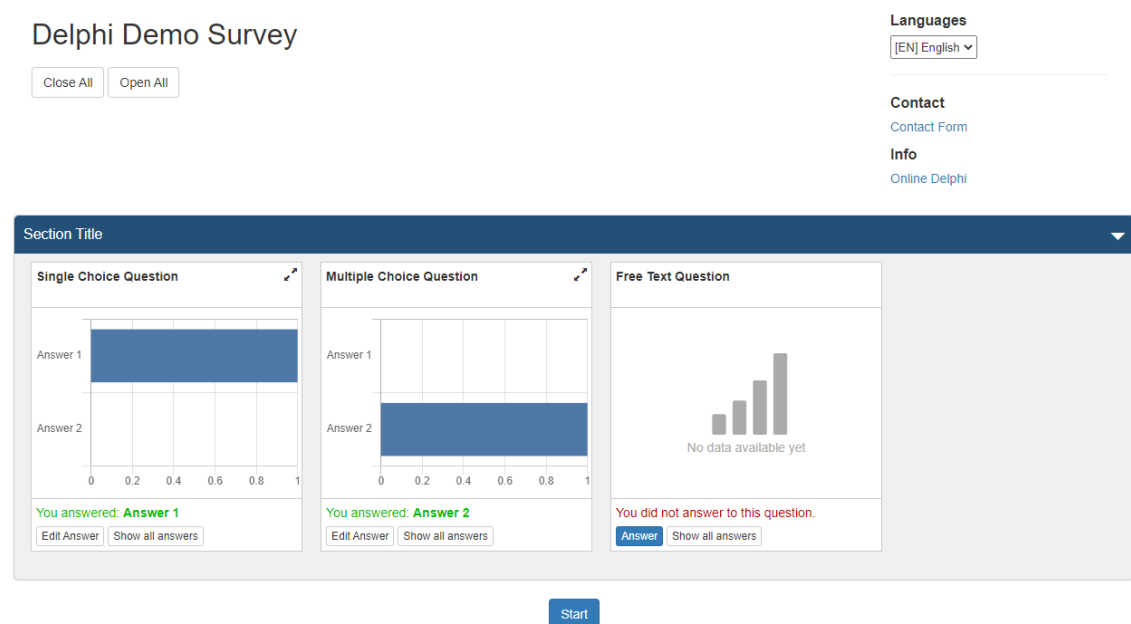 Delphi Demo Survey
Close All Open All
Languages
[EN] English
Contact
Contact Form
Info
Online Delphi
Section Title
Single Choice Question
Answer 1
Answer 2
0 0.2 0.4 0.6 0.8 1
You answered: Answer 1
Edit Answer Show all answers
Multiple Choice Question
Answer 1
Answer 2
0 0.2 0.4 0.6 0.8 1
You answered: Answer 2
Edit Answer Show all answers
Free Text Question
No data available yet
You did not answer to this question.
Answer Show all answers
Start